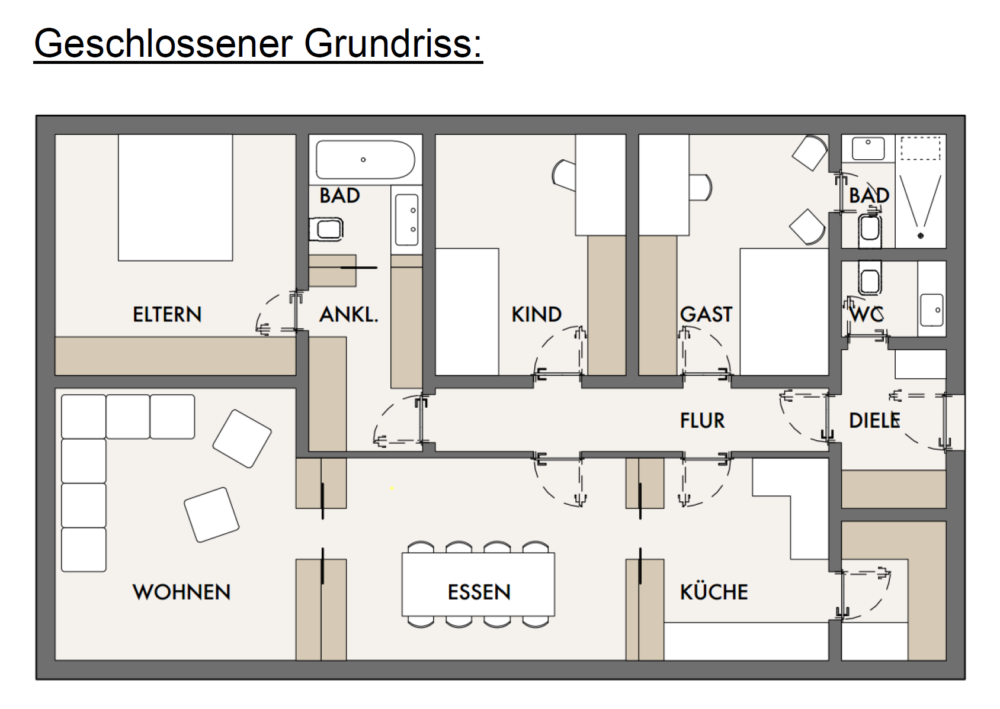 Geschlossener Grundriss:
BAD
BAD
ELTERN
ANKL.
KIND
GAST
WC
FLUR
DIELE
WOHNEN
ESSEN
KÜCHE